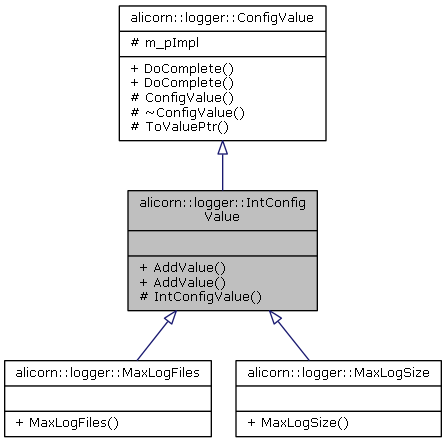 alicorn::logger::ConfigValue
# m_pImpl
+ DoComplete()
+ DoComplete()
# ConfigValue()
# ~ConfigValue()
# ToValuePtr()
alicorn::logger::IntConfig
Value
+ AddValue()
+ AddValue()
# IntConfigValue()
alicorn::logger::MaxLogFiles
+ MaxLogFiles()
alicorn::logger::MaxLogSize
+ MaxLogSize()